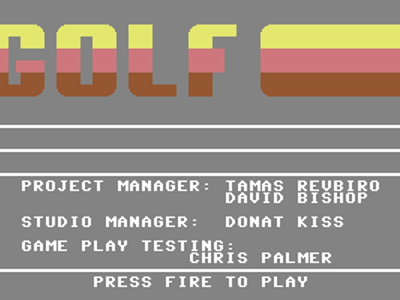 GOLF
PROJECT MANAGER: TAMAS REVBIRO
DAVID BISHOP
STUDIO MANAGER: DONAT KISS
GAME PLAY TESTING:
CHRIS PALMER
PRESS FIRE TO PLAY